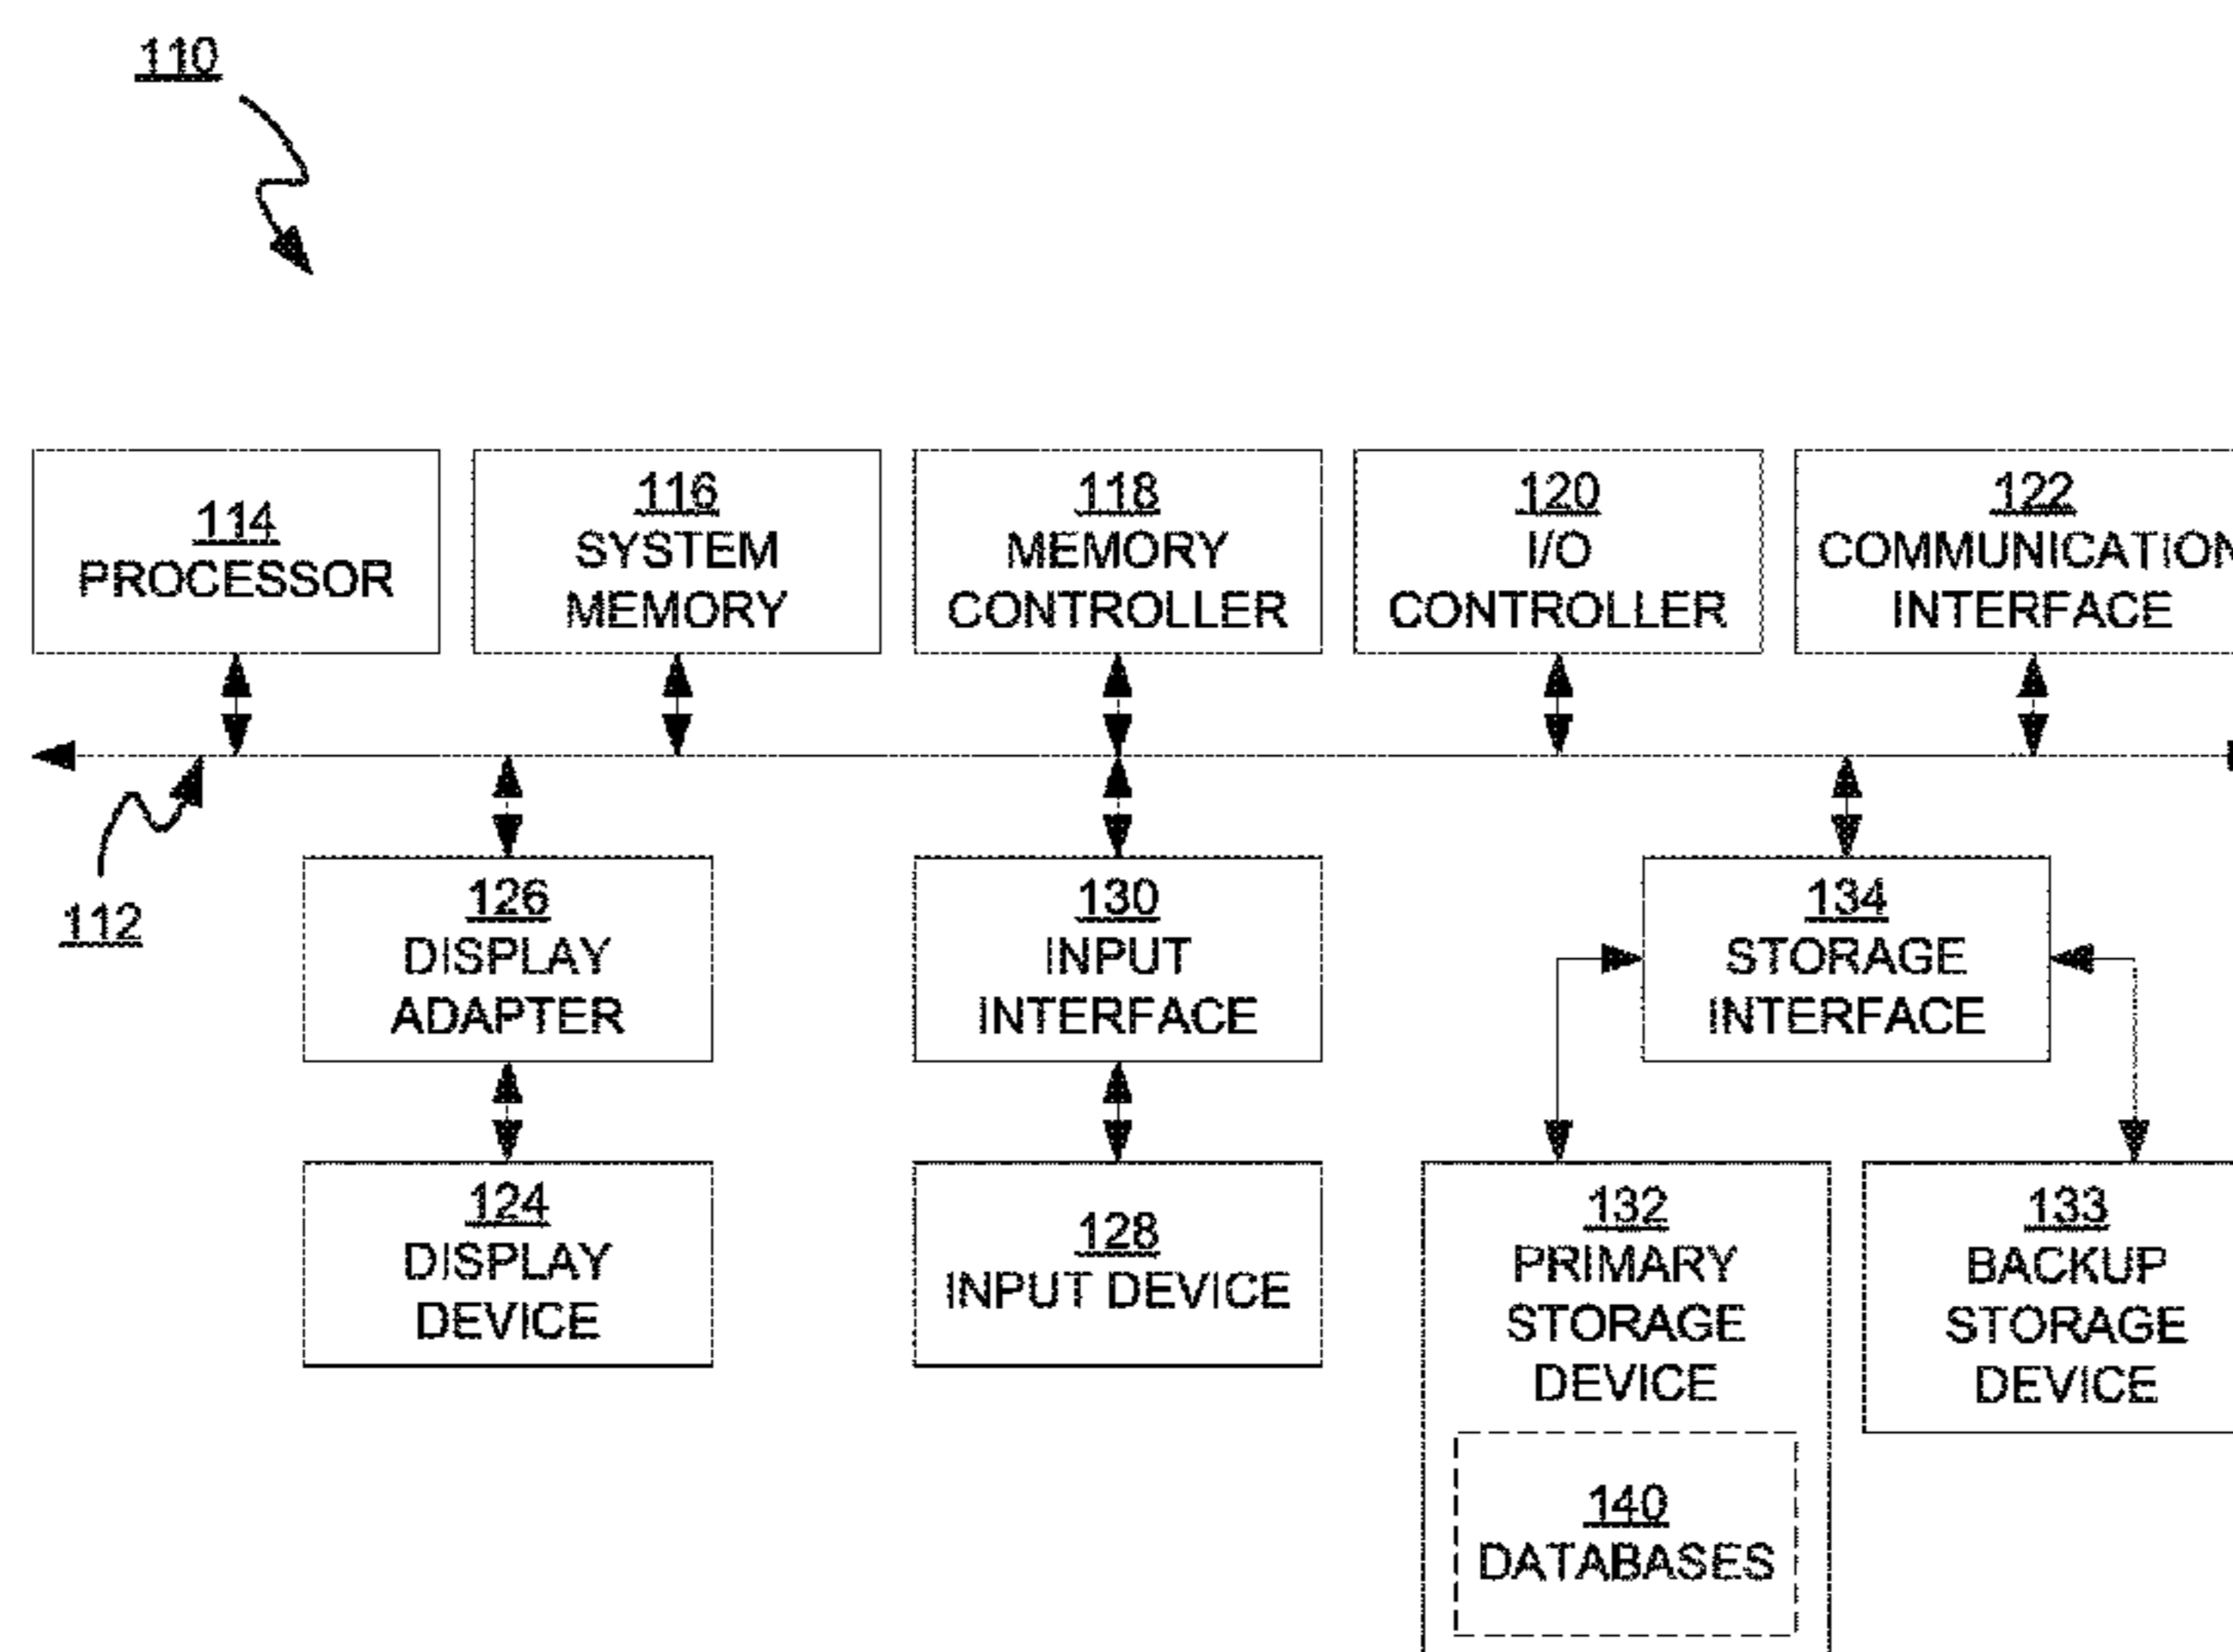 110
114
PROCESSOR
116
SYSTEM
MEMORY
118
MEMORY
CONTROLLER
120
I/O
CONTROLLER
122
COMMUNICATION
INTERFACE
112
126
DISPLAY
ADAPTER
130
INPUT
INTERFACE
134
STORAGE
INTERFACE
124
DISPLAY
DEVICE
128
INPUT DEVICE
132
PRIMARY
STORAGE
DEVICE
133
BACKUP
STORAGE
DEVICE
140
DATABASES